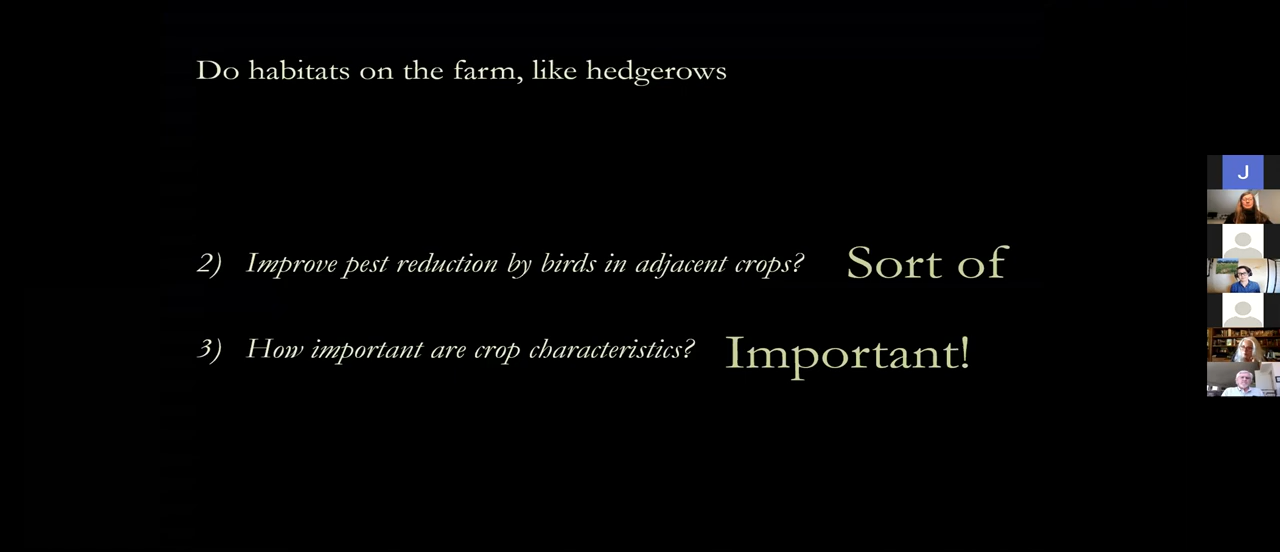 Do habitats on the farm, like hedgerows
J
2) Improve pest reduction by birds in adjacent crops? Sort of
3) How important are crop characteristics? Important!